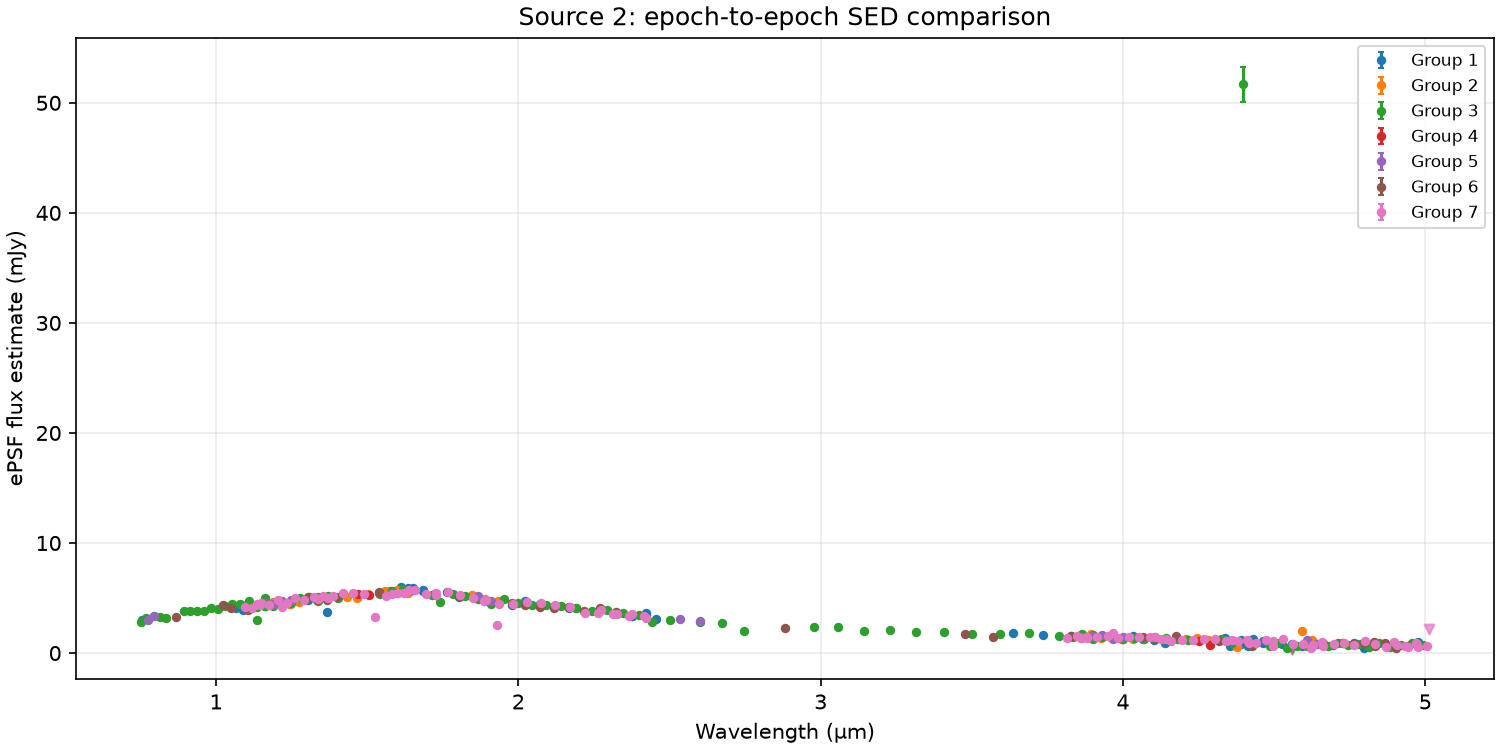 Source 2: epoch-to-epoch SED comparison
ePSF flux estimate (mJy)
50
40
30
20
10
0
1
2
3
4
5
Wavelength (μm)
Group 1
Group 2
Group 3
Group 4
Group 5
Group 6
Group 7